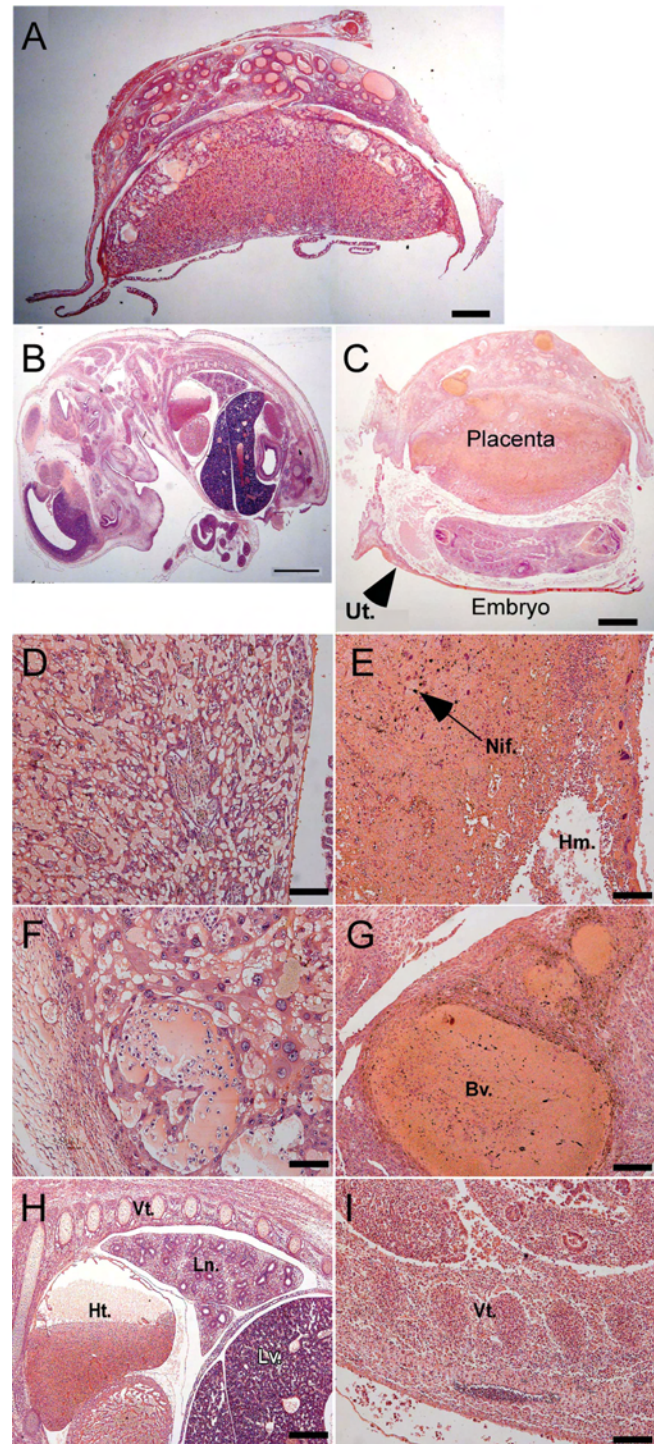 A
B
C
Placenta
Ut.
Embryo
D
E
Nif.
Hm.
F
G
Bv.
H
Vt.
Ln.
Ht.
Lv.
I
Vt.